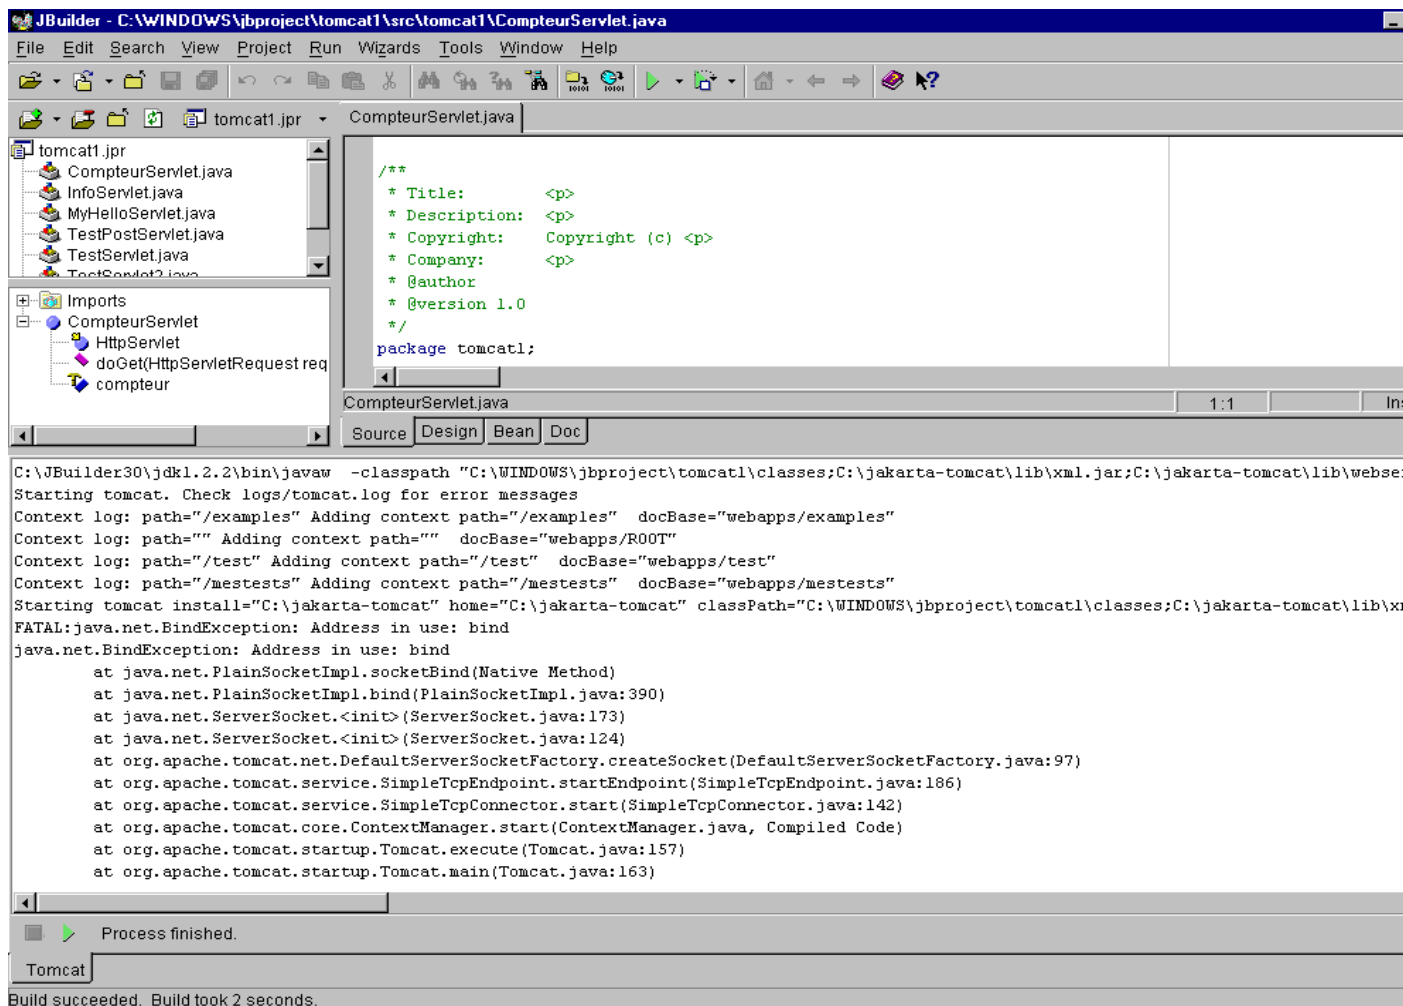 JBuilder - C:\WINDOWS\jbproject\tomcat1\src\tomcat1\CompteurServlet.java
File Edit Search View Project Run Wizards Tools Window Help
tomcat1.jpr
CompteurServlet.java
tomcat1.jpr
CompteurServlet.java
InfoServlet.java
MyHelloServlet.java
TestPostServlet.java
TestServlet.java
TestServlet2.java
Imports
CompteurServlet
HttpServlet
doGet(HttpServletRequest req
compteur
/**
* Title: <p>
* Description: <p>
* Copyright: Copyright (c) <p>
* Company: <p>
* @author
* @version 1.0
*/
package tomcat1;
CompteurServlet.java 1:1 Ins
Source Design Bean Doc
C:\JBuilder30\jdk1.2.2\bin\javaw -classpath "C:\WINDOWS\jbproject\tomcat1\classes;C:\jakarta-tomcat\lib\xml.jar;C:\jakarta-tomcat\lib\webse
Starting tomcat. Check logs/tomcat.log for error messages
Context log: path="/examples" Adding context path="/examples" docBase="webapps/examples"
Context log: path="" Adding context path="" docBase="webapps/ROOT"
Context log: path="/test" Adding context path="/test" docBase="webapps/test"
Context log: path="/mestests" Adding context path="/mestests" docBase="webapps/mestests"
Starting tomcat install="C:\jakarta-tomcat" home="C:\jakarta-tomcat" classPath="C:\WINDOWS\jbproject\tomcat1\classes;C:\jakarta-tomcat\lib\x
FATAL:java.net.BindException: Address in use: bind
java.net.BindException: Address in use: bind
at java.net.PlainSocketImpl.socketBind(Native Method)
at java.net.PlainSocketImpl.bind(PlainSocketImpl.java:390)
at java.net.ServerSocket.<init>(ServerSocket.java:173)
at java.net.ServerSocket.<init>(ServerSocket.java:124)
at org.apache.tomcat.net.DefaultServerSocketFactory.createSocket(DefaultServerSocketFactory.java:97)
at org.apache.tomcat.service.SimpleTcpEndpoint.startEndpoint(SimpleTcpEndpoint.java:186)
at org.apache.tomcat.service.SimpleTcpConnector.start(SimpleTcpConnector.java:142)
at org.apache.tomcat.core.ContextManager.start(ContextManager.java, Compiled Code)
at org.apache.tomcat.startup.Tomcat.execute(Tomcat.java:157)
at org.apache.tomcat.startup.Tomcat.main(Tomcat.java:163)
Process finished.
Tomcat
Build succeeded. Build took 2 seconds.